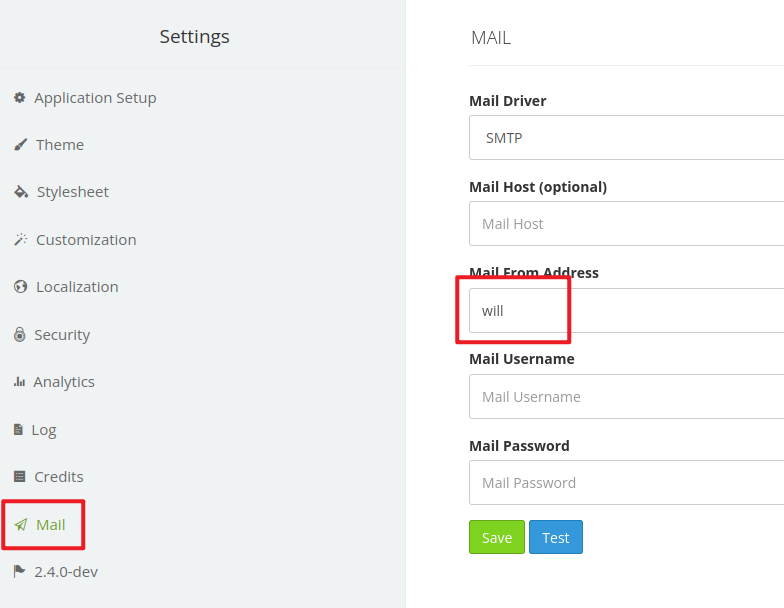 Settings
Application Setup
Theme
Stylesheet
Customization
Localization
Security
Analytics
Log
Credits
Mail
2.4.0-dev
MAIL
Mail Driver
SMTP
Mail Host (optional)
Mail Host
Mail From Address
will
Mail Username
Mail Username
Mail Password
Mail Password
Save Test